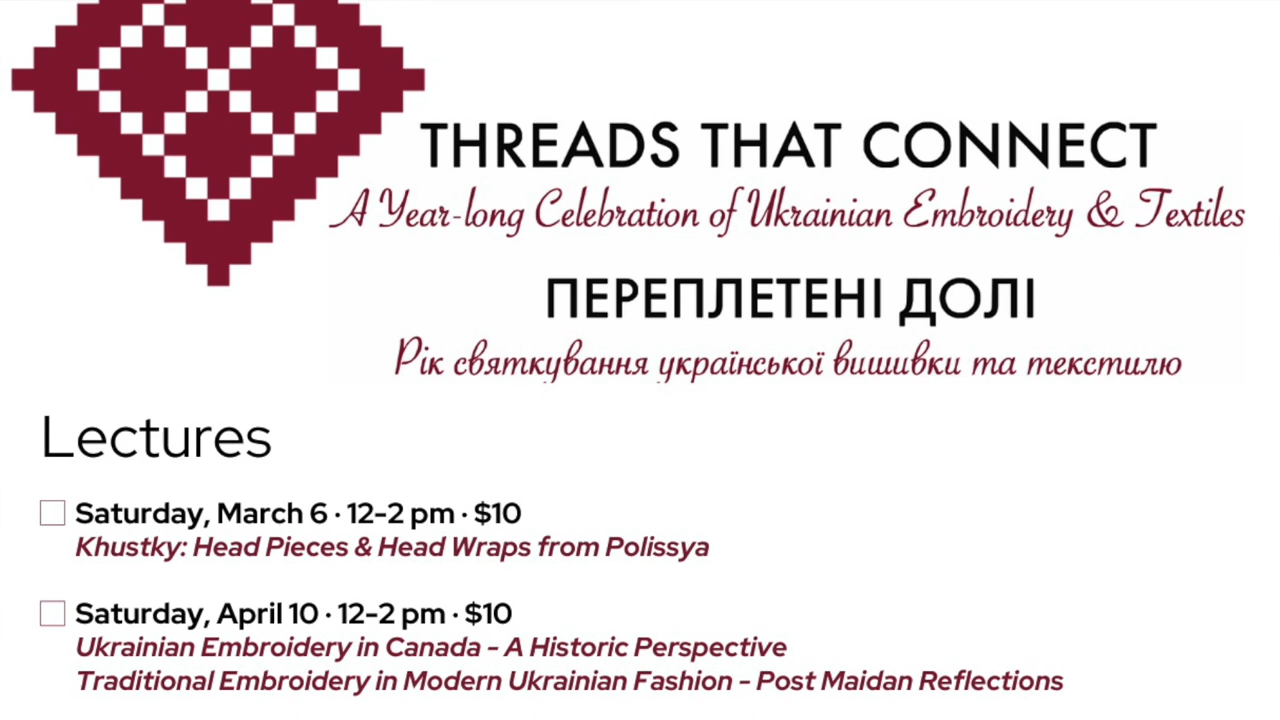 THREADS THAT CONNECT
A Year-long Celebration of Ukrainian Embroidery & Textiles
ПЕРЕПЛЕТЕНІ ДОЛІ
Рік святкування української вишивки та текстилю
Lectures
Saturday, March 6 · 12–2 pm · $10
Khustky: Head Pieces & Head Wraps from Polissya
Saturday, April 10 · 12–2 pm · $10
Ukrainian Embroidery in Canada – A Historic Perspective
Traditional Embroidery in Modern Ukrainian Fashion – Post Maidan Reflections